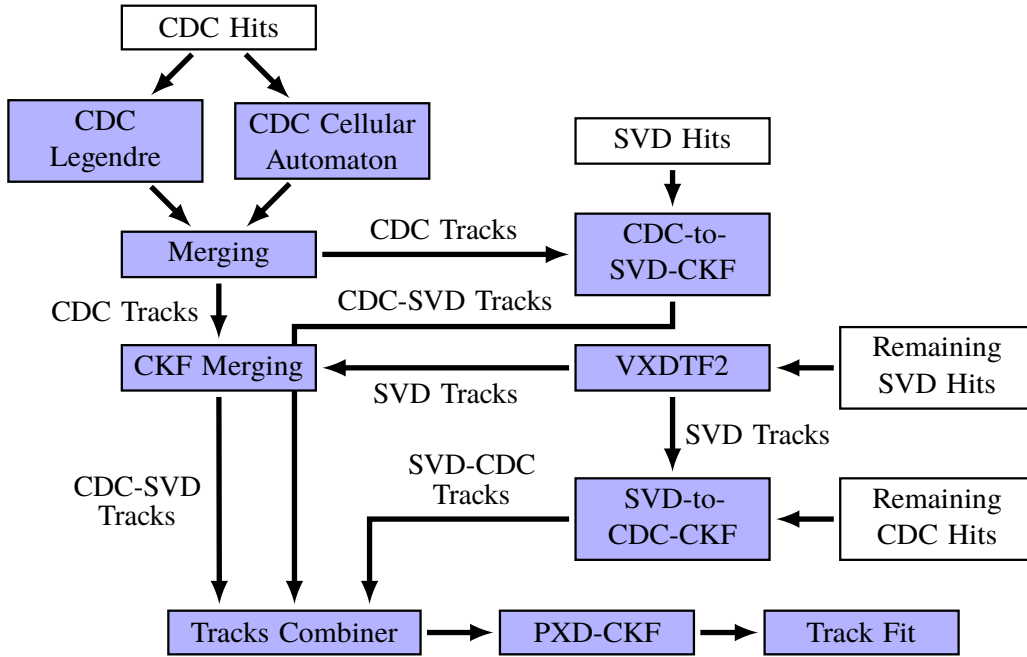 CDC Hits
CDC
Legendre
CDC Cellular
Automaton
SVD Hits
Merging
CDC Tracks
CDC-to-
SVD-CKF
CDC Tracks
CDC-SVD Tracks
CKF Merging
SVD Tracks
VXDTF2
Remaining
SVD Hits
SVD Tracks
CDC-SVD
Tracks
SVD-CDC
Tracks
SVD-to-
CDC-CKF
Remaining
CDC Hits
Tracks Combiner
PXD-CKF
Track Fit